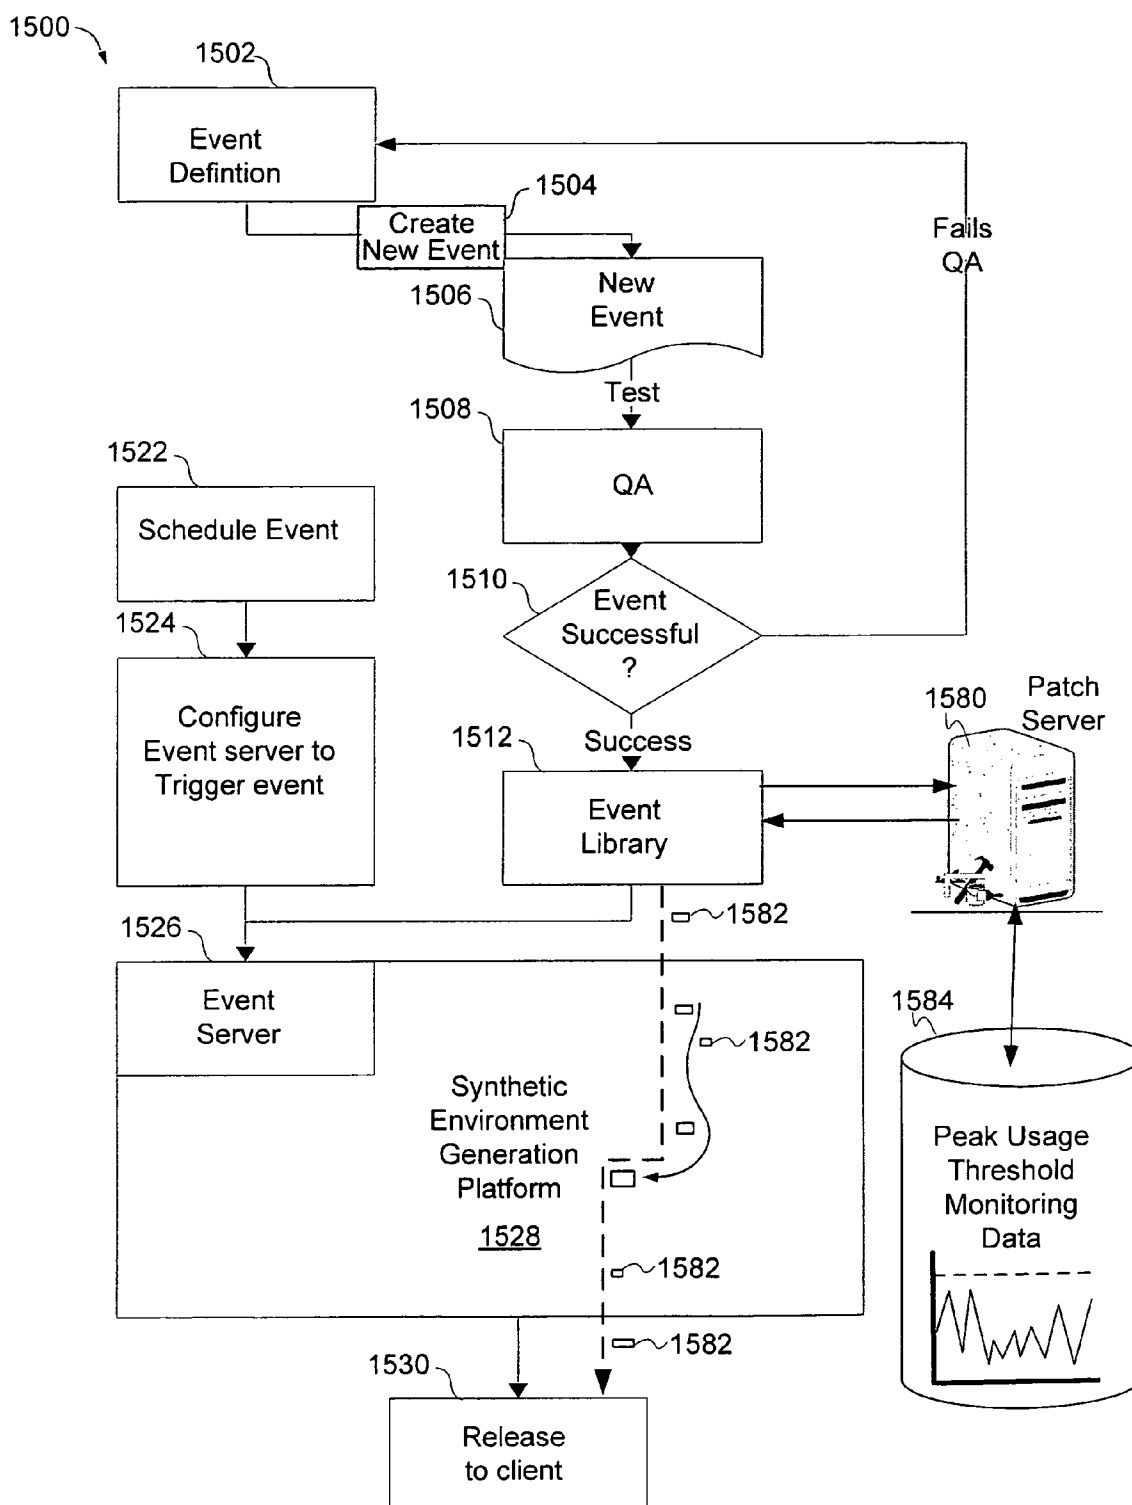 1500
1502
Event
Defintion
1504
Create
New Event
Fails
QA
1506
New
Event
Test
1508
QA
1522
Schedule Event
1510
Event
Successful
?
1524
Configure
Event server to
Trigger event
Success
1512
Event
Library
1580
Patch
Server
1582
1526
Event
Server
1582
1584
Synthetic
Environment
Generation
Platform
1528
Peak Usage
Threshold
Monitoring
Data
1582
1582
1530
Release
to client